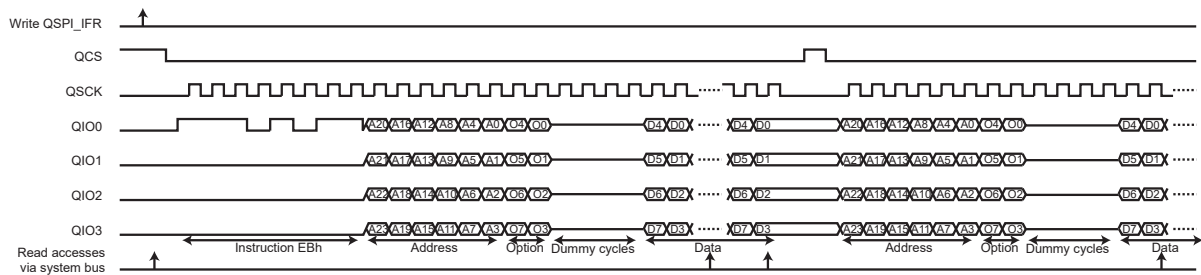 Write QSPI_IFR
QCS
QSCK
QIO0 A20 A16 A12 A8 A4 A0 O4 O0 D4 D0 D4 D0 A20 A16 A12 A8 A4 A0 O4 O0 D4 D0
QIO1 A21 A17 A13 A9 A5 A1 O5 O1 D5 D1 D5 D1 A21 A17 A13 A9 A5 A1 O5 O1 D5 D1
QIO2 A22 A18 A14 A10 A6 A2 O6 O2 D6 D2 D6 D2 A22 A18 A14 A10 A6 A2 O6 O2 D6 D2
QIO3 A23 A19 A15 A11 A7 A3 O7 O3 D7 D3 D7 D3 A23 A19 A15 A11 A7 A3 O7 O3 D7 D3
Instruction EBh Address Option Dummy cycles Data Address Option Dummy cycles Data
Read accesses
via system bus